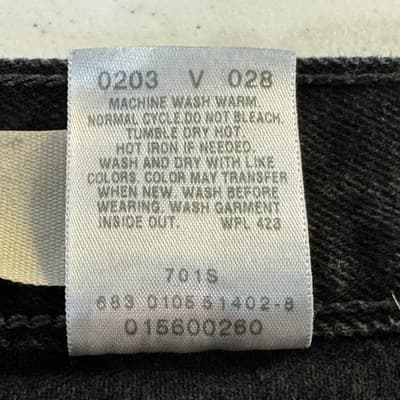 0203 V 028
MACHINE WASH WARM
NORMAL CYCLE.DO NOT BLEACH.
TUMBLE DRY HOT.
HOT IRON IF NEEDED.
WASH AND DRY WITH LIKE
COLORS. COLOR MAY TRANSFER
WHEN NEW. WASH BEFORE
WEARING. WASH GARMENT
INSIDE OUT. WPL 423
701S
683 0105 51402-8
015600260